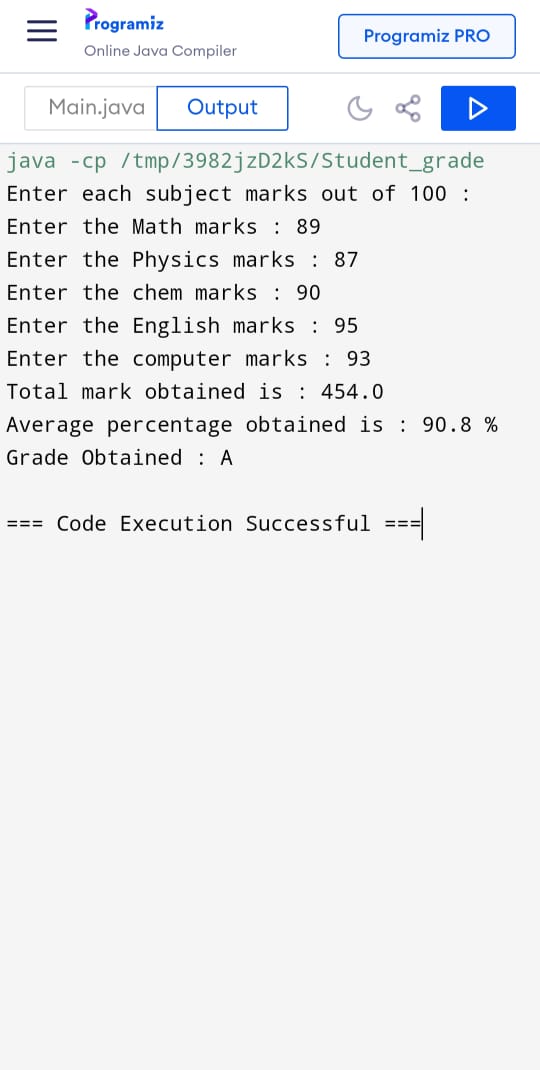 Programiz
Online Java Compiler
Programiz PRO
Main.java
Output
java -cp /tmp/3982jzD2kS/Student_grade
Enter each subject marks out of 100 :
Enter the Math marks : 89
Enter the Physics marks : 87
Enter the chem marks : 90
Enter the English marks : 95
Enter the computer marks : 93
Total mark obtained is : 454.0
Average percentage obtained is : 90.8 %
Grade Obtained : A
=== Code Execution Successful ===